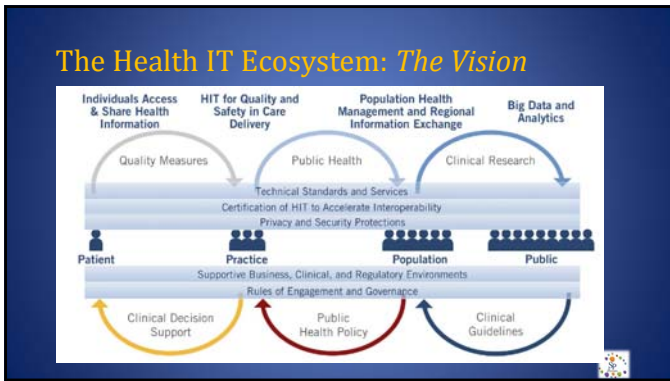 The Health IT Ecosystem: The Vision
Individuals Access
& Share Health
Information
HIT for Quality and
Safety in Care
Delivery
Population Health
Management and Regional
Information Exchange
Big Data and
Analytics
Quality Measures
Public Health
Clinical Research
Technical Standards and Services
Certification of HIT to Accelerate Interoperability
Privacy and Security Protections
Patient
Practice
Population
Public
Supportive Business, Clinical, and Regulatory Environments
Rules of Engagement and Governance
Clinical Decision
Support
Public
Health Policy
Clinical
Guidelines